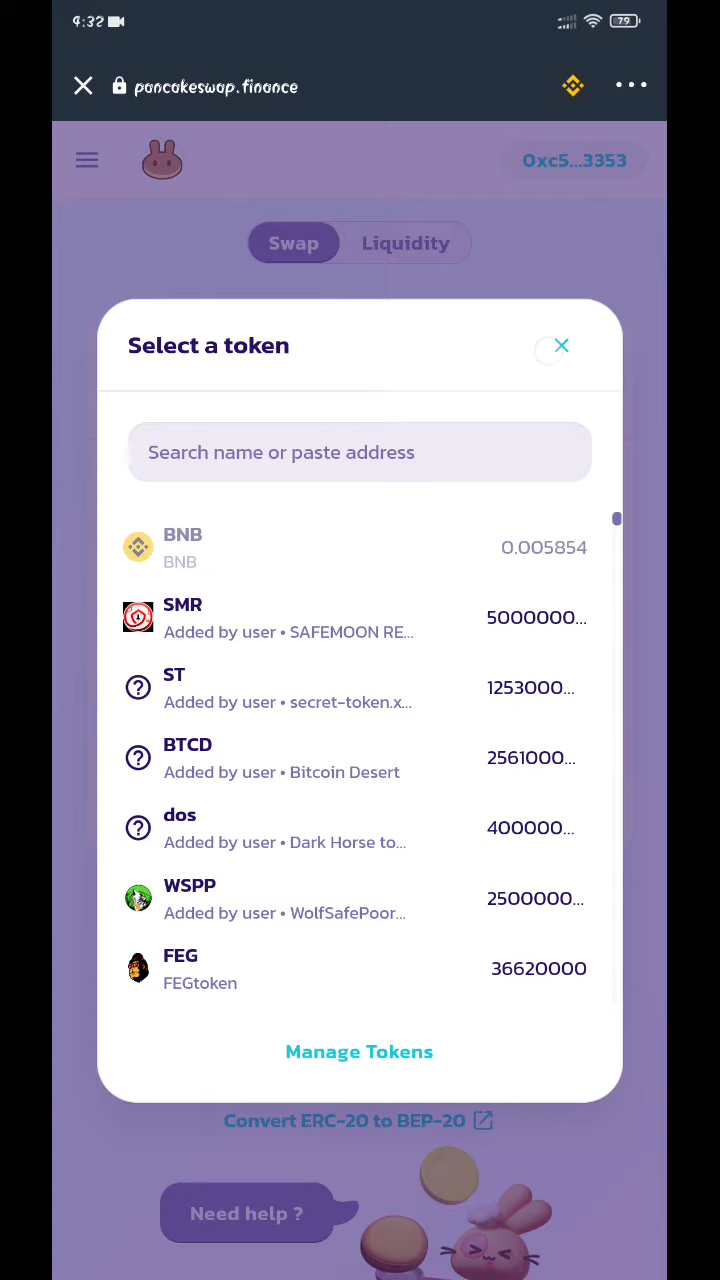 4:32
79
pancakeswap.finance
0xc5...3353
Swap
Liquidity
Select a token
Search name or paste address
BNB
BNB
0.005854
SMR
Added by user • SAFEMOON RE...
5000000...
ST
Added by user • secret-token.x...
1253000...
BTCD
Added by user • Bitcoin Desert
2561000...
dos
Added by user • Dark Horse to...
400000...
WSPP
Added by user • WolfSafePoor...
2500000...
FEG
FEGtoken
36620000
Manage Tokens
Convert ERC-20 to BEP-20
Need help ?